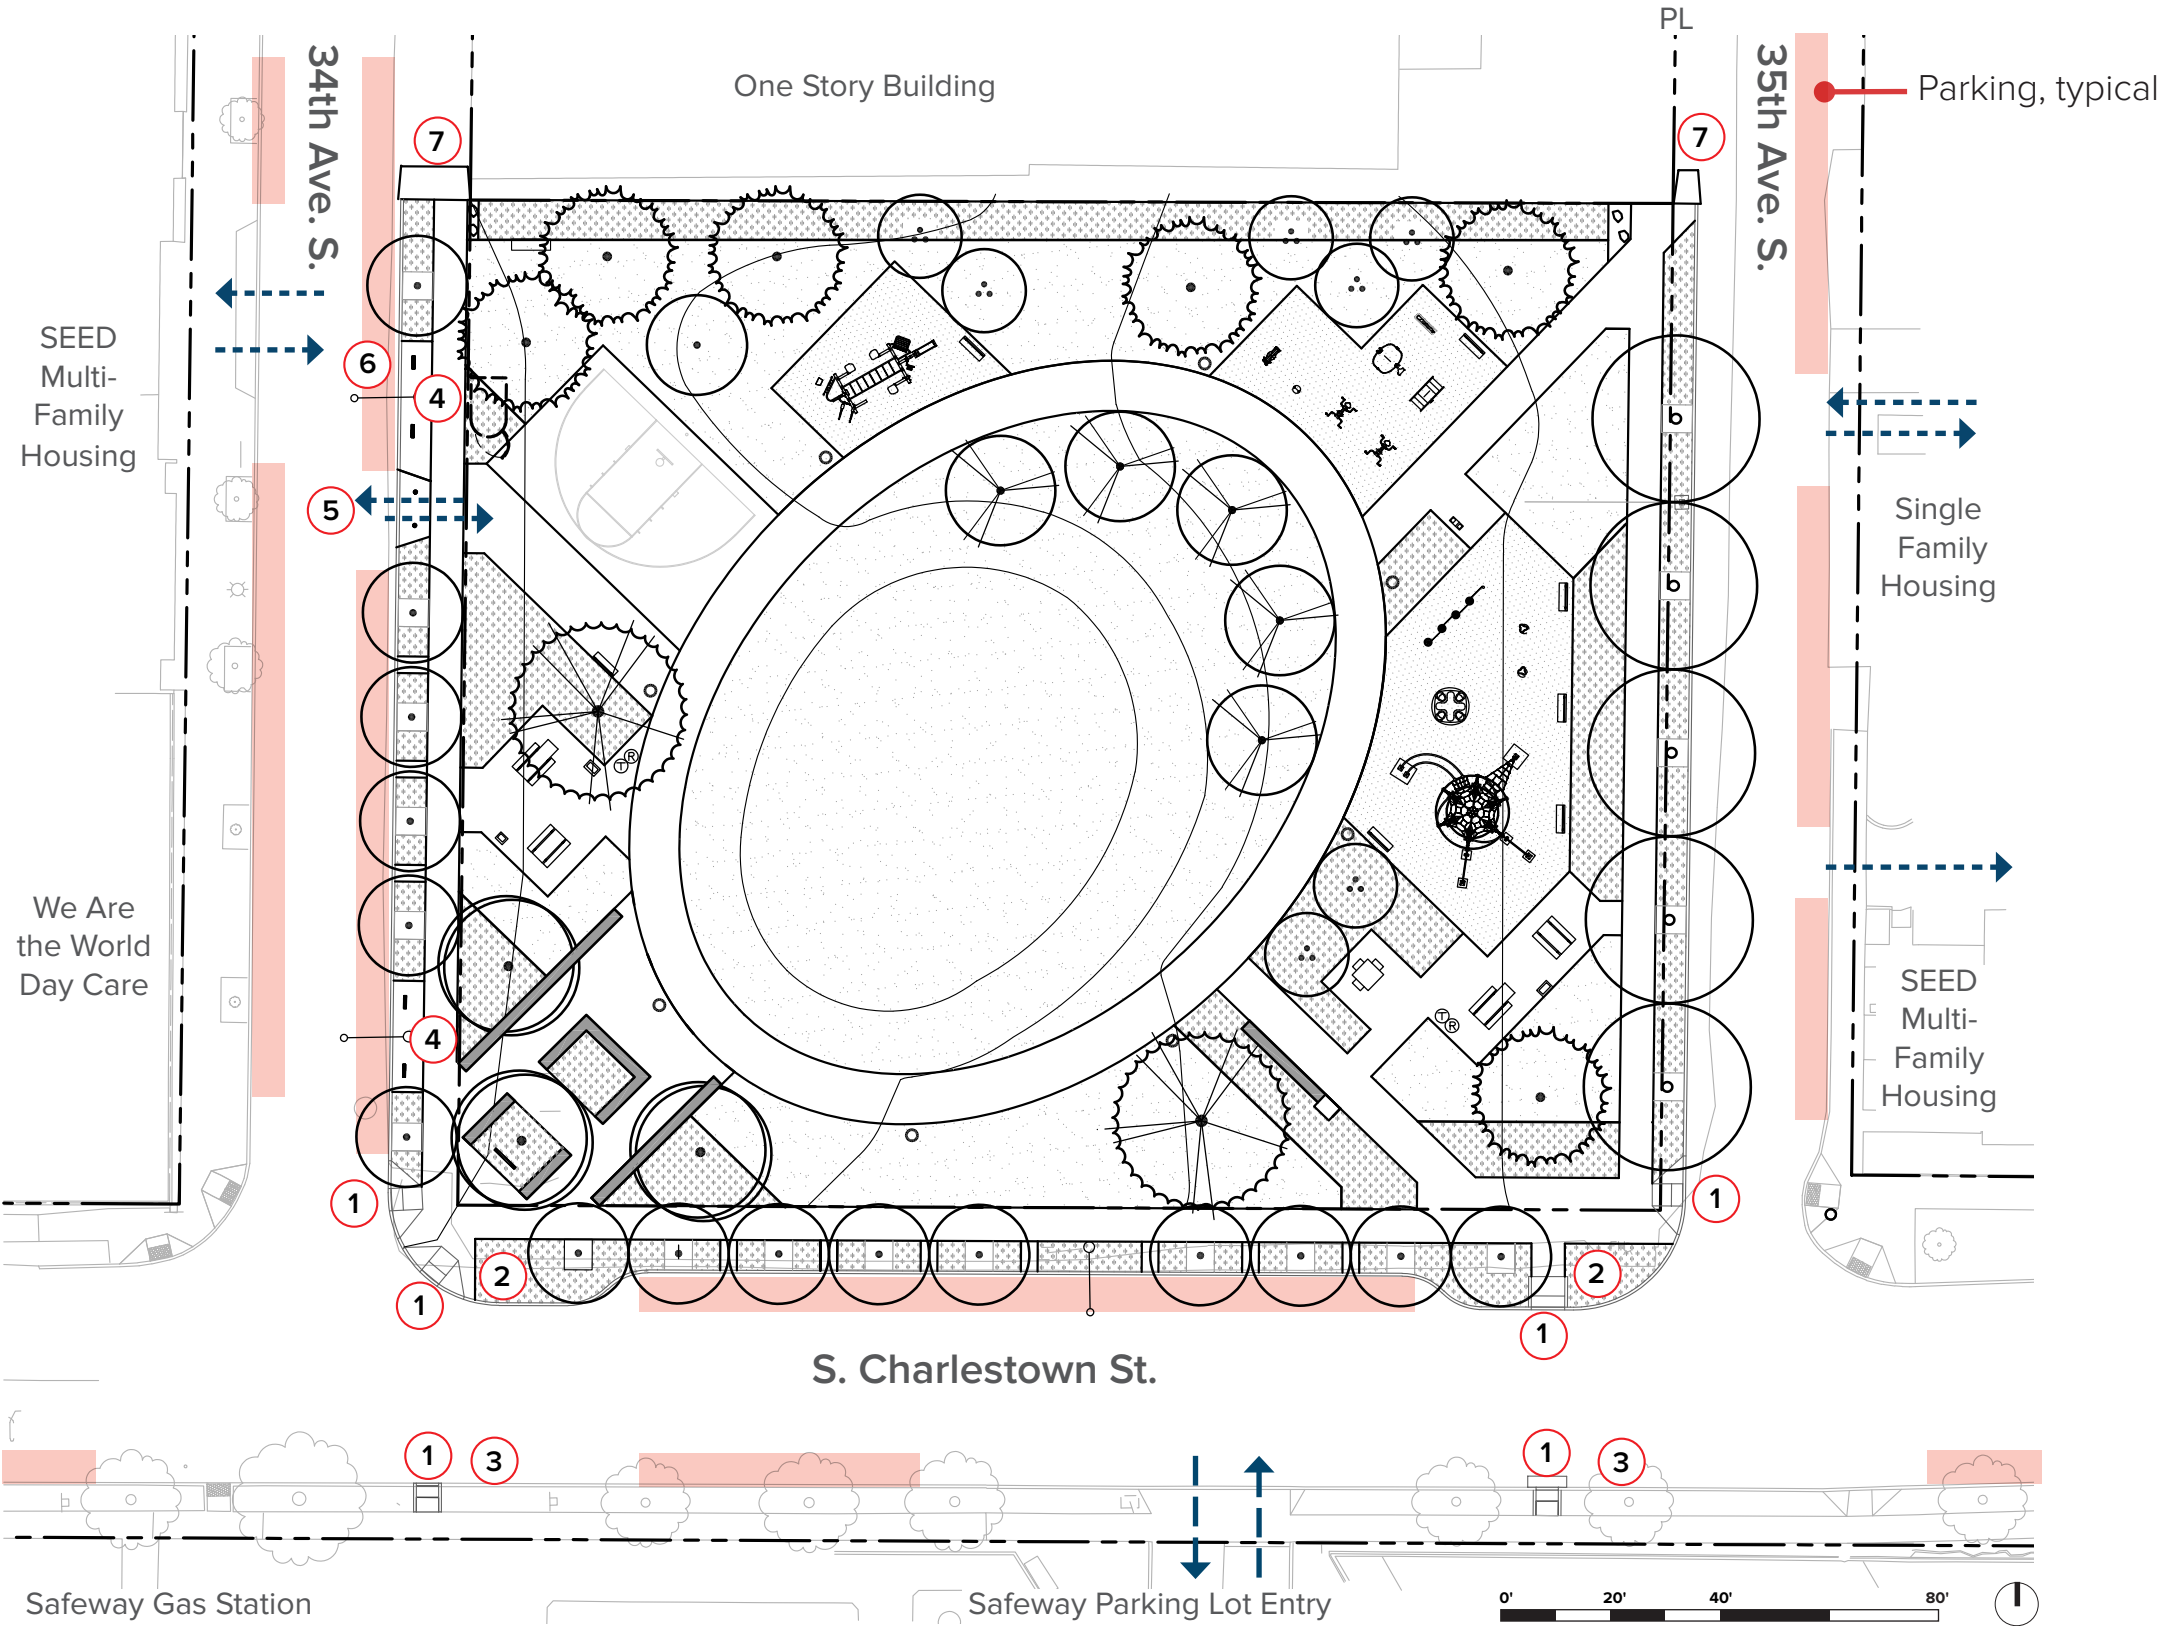 PL
34th Ave. S.
One Story Building
35th Ave. S.
Parking, typical
7
7
SEED
Multi-
Family
Housing
6
4
5
Single
Family
Housing
T R
We Are
the World
Day Care
4
T R
SEED
Multi-
Family
Housing
1
1
2
2
1
1
S. Charlestown St.
1
3
1
3
Safeway Gas Station
Safeway Parking Lot Entry
0' 20' 40' 80'